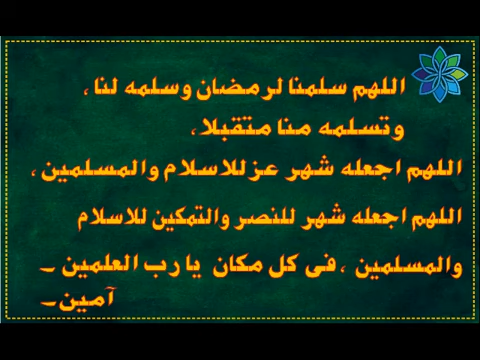 اللهم سلمنا لرمضان وسلمه لنا ،
وتسلمه منا متقبلا ،
اللهم اجعله شهر عز للاسلام والمسلمين ،
اللهم اجعله شهر للنصر والتمكين للاسلام
والمسلمين ، فى كل مكان يا رب العلمين ـ
آمين ـ